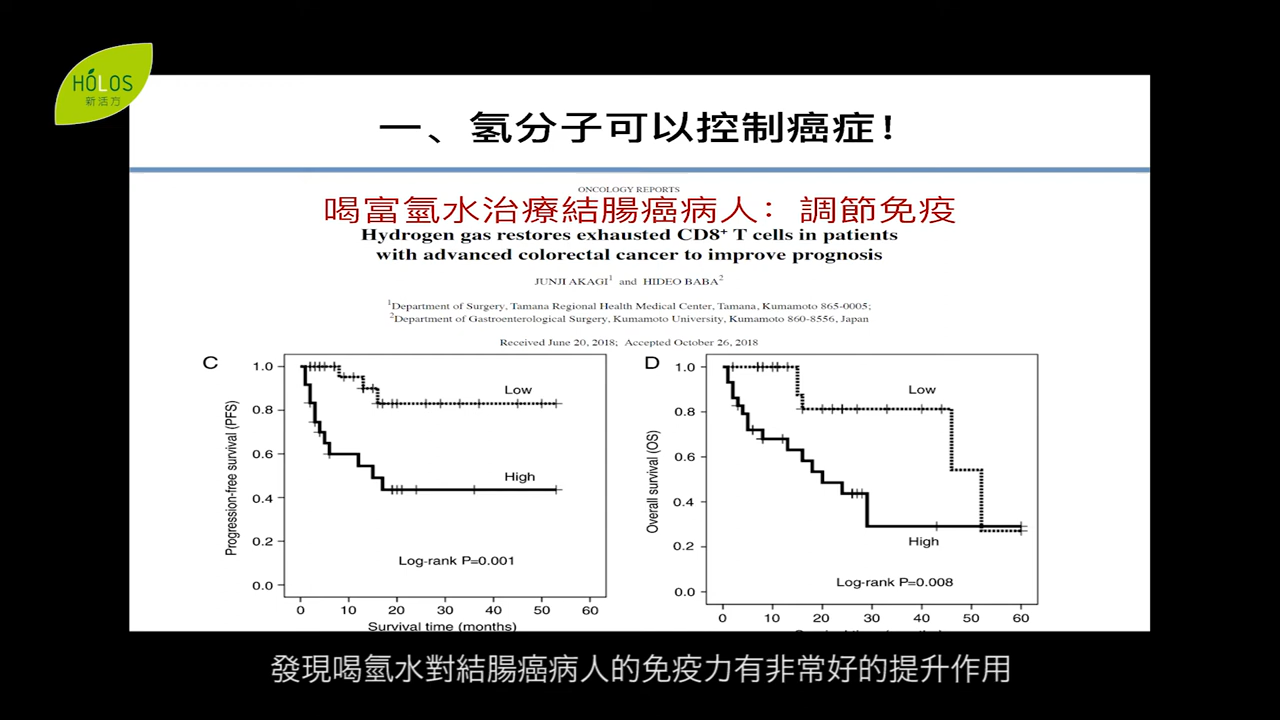 HÓLOS
新活方
一、氢分子可以控制癌症！
ONCOLOGY REPORTS
喝富氫水治療結腸癌病人：調節免疫
Hydrogen gas restores exhausted CD8⁺ T cells in patients
with advanced colorectal cancer to improve prognosis
JUNJI AKAGI¹ and HIDEO BABA²
¹Department of Surgery, Tamana Regional Health Medical Center, Tamana, Kumamoto 865-0005;
²Department of Gastroenterological Surgery, Kumamoto University, Kumamoto 860-8556, Japan
Received June 20, 2018; Accepted October 26, 2018
C
Progression-free survival (PFS)
1.0
0.8
0.6
0.4
0.2
0.0
Low
High
Log-rank P=0.001
0 10 20 30 40 50 60
Survival time (months)
D
Overall survival (OS)
1.0
0.8
0.6
0.4
0.2
0.0
Low
High
Log-rank P=0.008
0 10 20 30 40 50 60
發現喝氫水對結腸癌病人的免疫力有非常好的提升作用